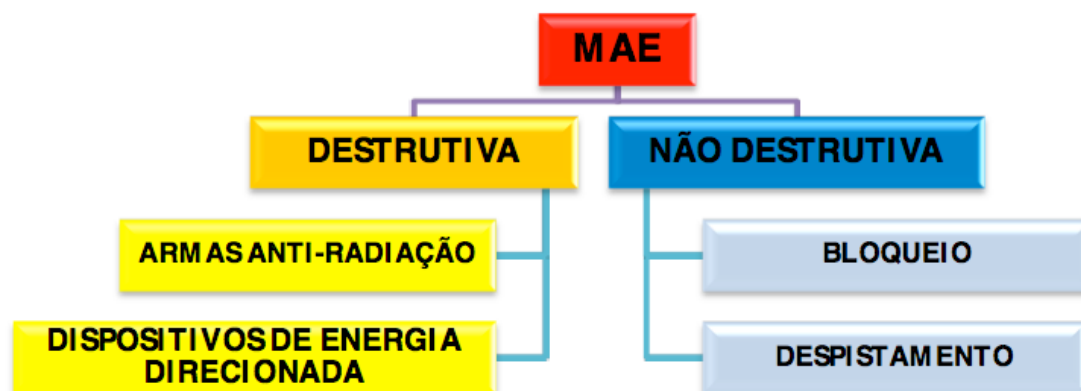 MAE
DESTRUTIVA
NÃO DESTRUTIVA
ARMAS ANTI-RADIAÇÃO
BLOQUEIO
DISPOSITIVOS DE ENERGIA
DIRECIONADA
DESPISTAMENTO